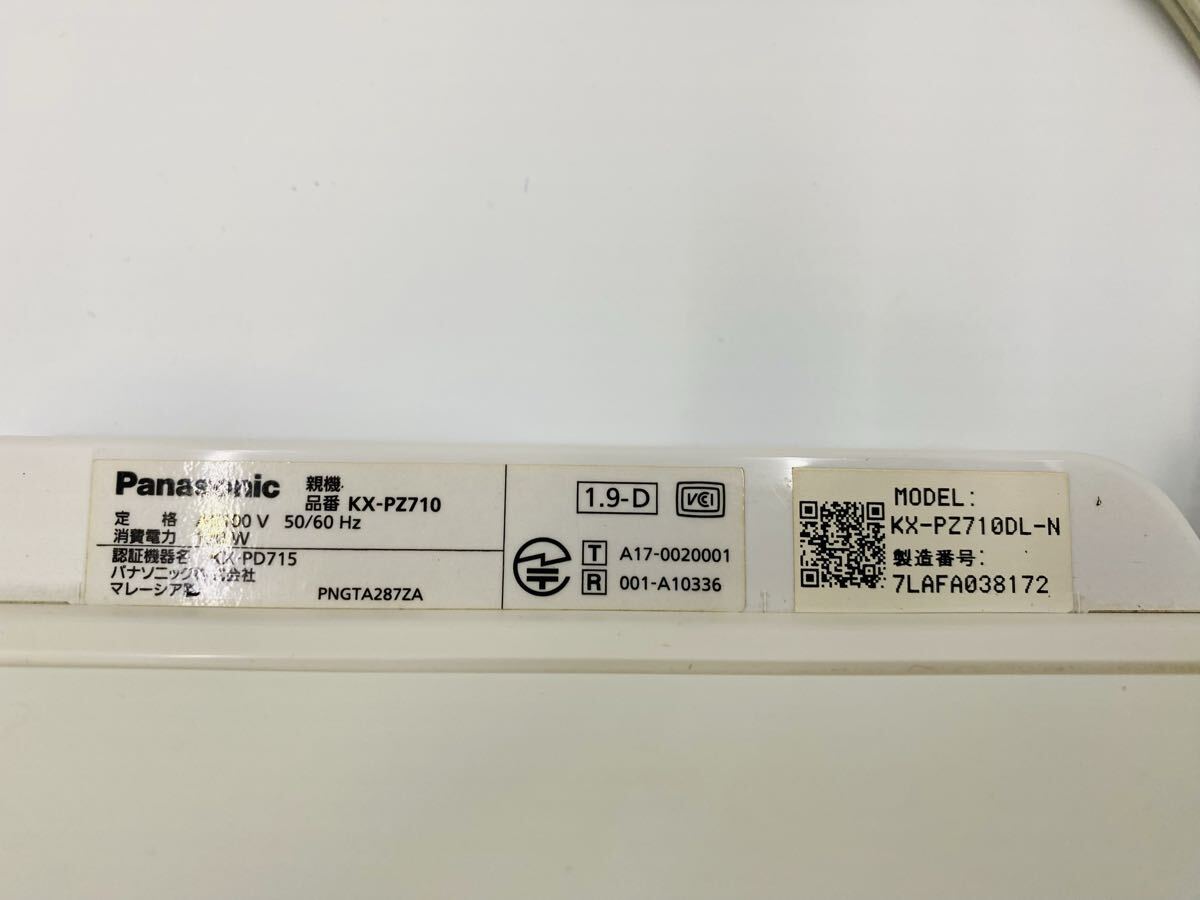 Panasonic 親機
品番 KX-PZ710
定格 100 V 50/60 Hz
消費電力
認証機器名 KX-PD715
パナソニック株式会社
マレーシア製
PNGTA287ZA
1.9-D VCCI
T A17-0020001
R 001-A10336
MODEL:
KX-PZ710DL-N
製造番号:
7LAFA038172